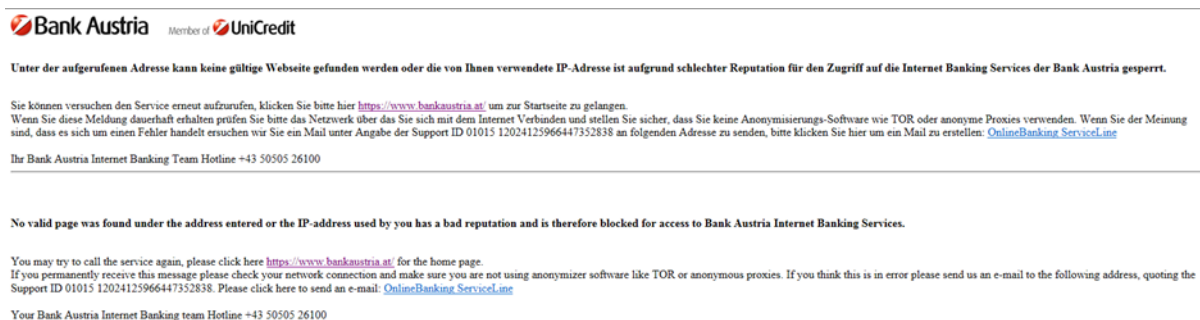 Bank Austria Member of UniCredit
Unter der aufgerufenen Adresse kann keine gültige Webseite gefunden werden oder die von Ihnen verwendete IP-Adresse ist aufgrund schlechter Reputation für den Zugriff auf die Internet Banking Services der Bank Austria gesperrt.
Sie können versuchen den Service erneut aufzurufen, klicken Sie bitte hier https://www.bankaustria.at/ um zur Startseite zu gelangen.
Wenn Sie diese Meldung dauerhaft erhalten prüfen Sie bitte das Netzwerk über das Sie sich mit dem Internet Verbinden und stellen Sie sicher, dass Sie keine Anonymisierungs-Software wie TOR oder anonyme Proxies verwenden. Wenn Sie der Meinung
sind, dass es sich um einen Fehler handelt ersuchen wir Sie ein Mail unter Angabe der Support ID 01015 12024125966447352838 an folgenden Adresse zu senden, bitte klicken Sie hier um ein Mail zu erstellen: OnlineBanking ServiceLine
Ihr Bank Austria Internet Banking Team Hotline +43 50505 26100
No valid page was found under the address entered or the IP-address used by you has a bad reputation and is therefore blocked for access to Bank Austria Internet Banking Services.
You may try to call the service again, please click here https://www.bankaustria.at/ for the home page.
If you permanently receive this message please check your network connection and make sure you are not using anonymizer software like TOR or anonymous proxies. If you think this is in error please send us an e-mail to the following address, quoting the
Support ID 01015 12024125966447352838. Please click here to send an e-mail: OnlineBanking ServiceLine
Your Bank Austria Internet Banking team Hotline +43 50505 26100